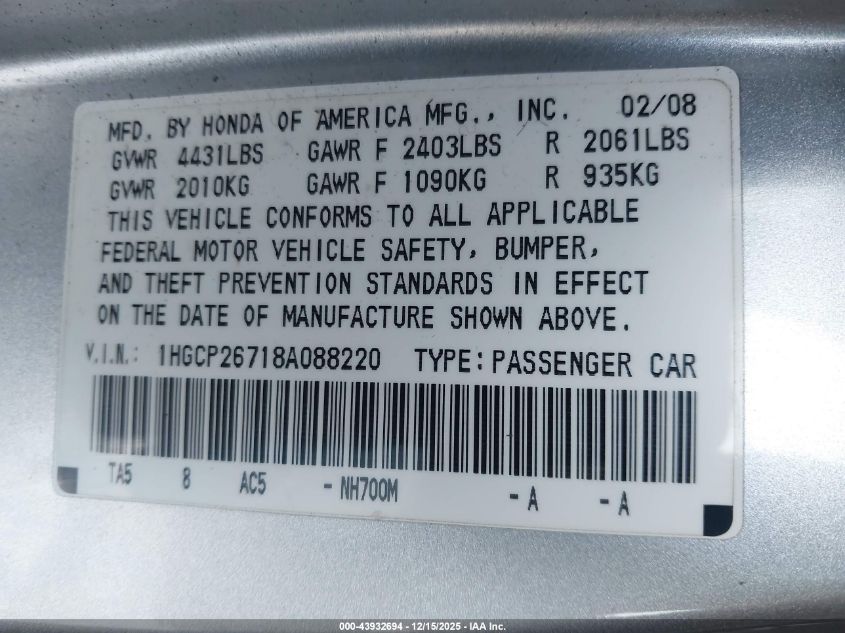 MFD. BY HONDA OF AMERICA MFG., INC. 02/08
GVWR 4431LBS GAWR F 2403LBS R 2061LBS
GVWR 2010KG GAWR F 1090KG R 935KG
THIS VEHICLE CONFORMS TO ALL APPLICABLE
FEDERAL MOTOR VEHICLE SAFETY, BUMPER,
AND THEFT PREVENTION STANDARDS IN EFFECT
ON THE DATE OF MANUFACTURE SHOWN ABOVE.
V.I.N.: 1HGCP26718A088220 TYPE:PASSENGER CAR
TA5 8 AC5 - NH700M - A - A
000-43932694 - 12/15/2025 - IAA Inc.